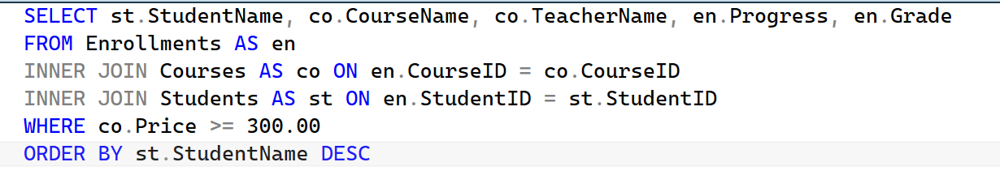 SELECT st.StudentName, co.CourseName, co.TeacherName, en.Progress, en.Grade
FROM Enrollments AS en
INNER JOIN Courses AS co ON en.CourseID = co.CourseID
INNER JOIN Students AS st ON en.StudentID = st.StudentID
WHERE co.Price >= 300.00
ORDER BY st.StudentName DESC